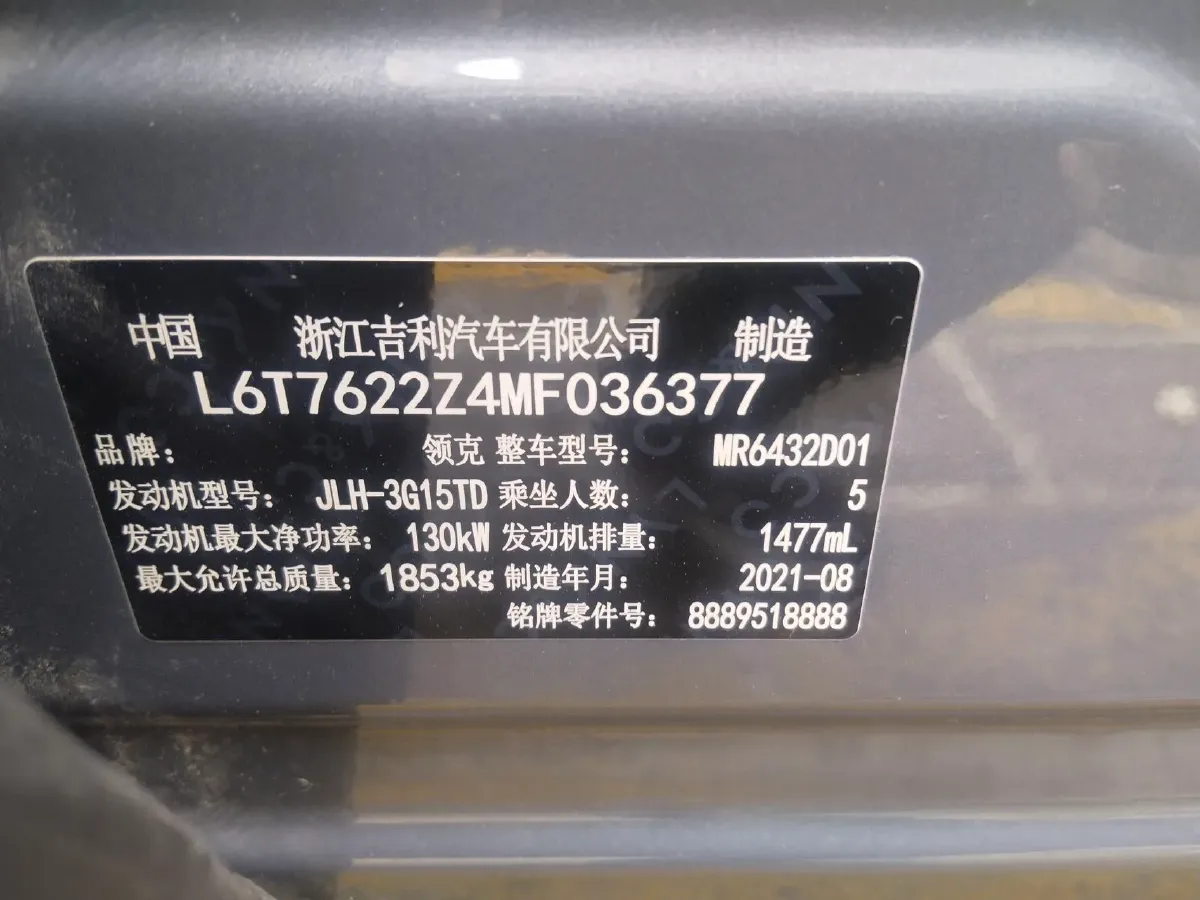 中国 浙江吉利汽车有限公司 制造
L6T7622Z4MF036377
品牌： 领克 整车型号： MR6432D01
发动机型号： JLH-3G15TD 乘坐人数： 5
发动机最大净功率： 130kW 发动机排量： 1477mL
最大允许总质量： 1853kg 制造年月： 2021-08
铭牌零件号： 8889518888